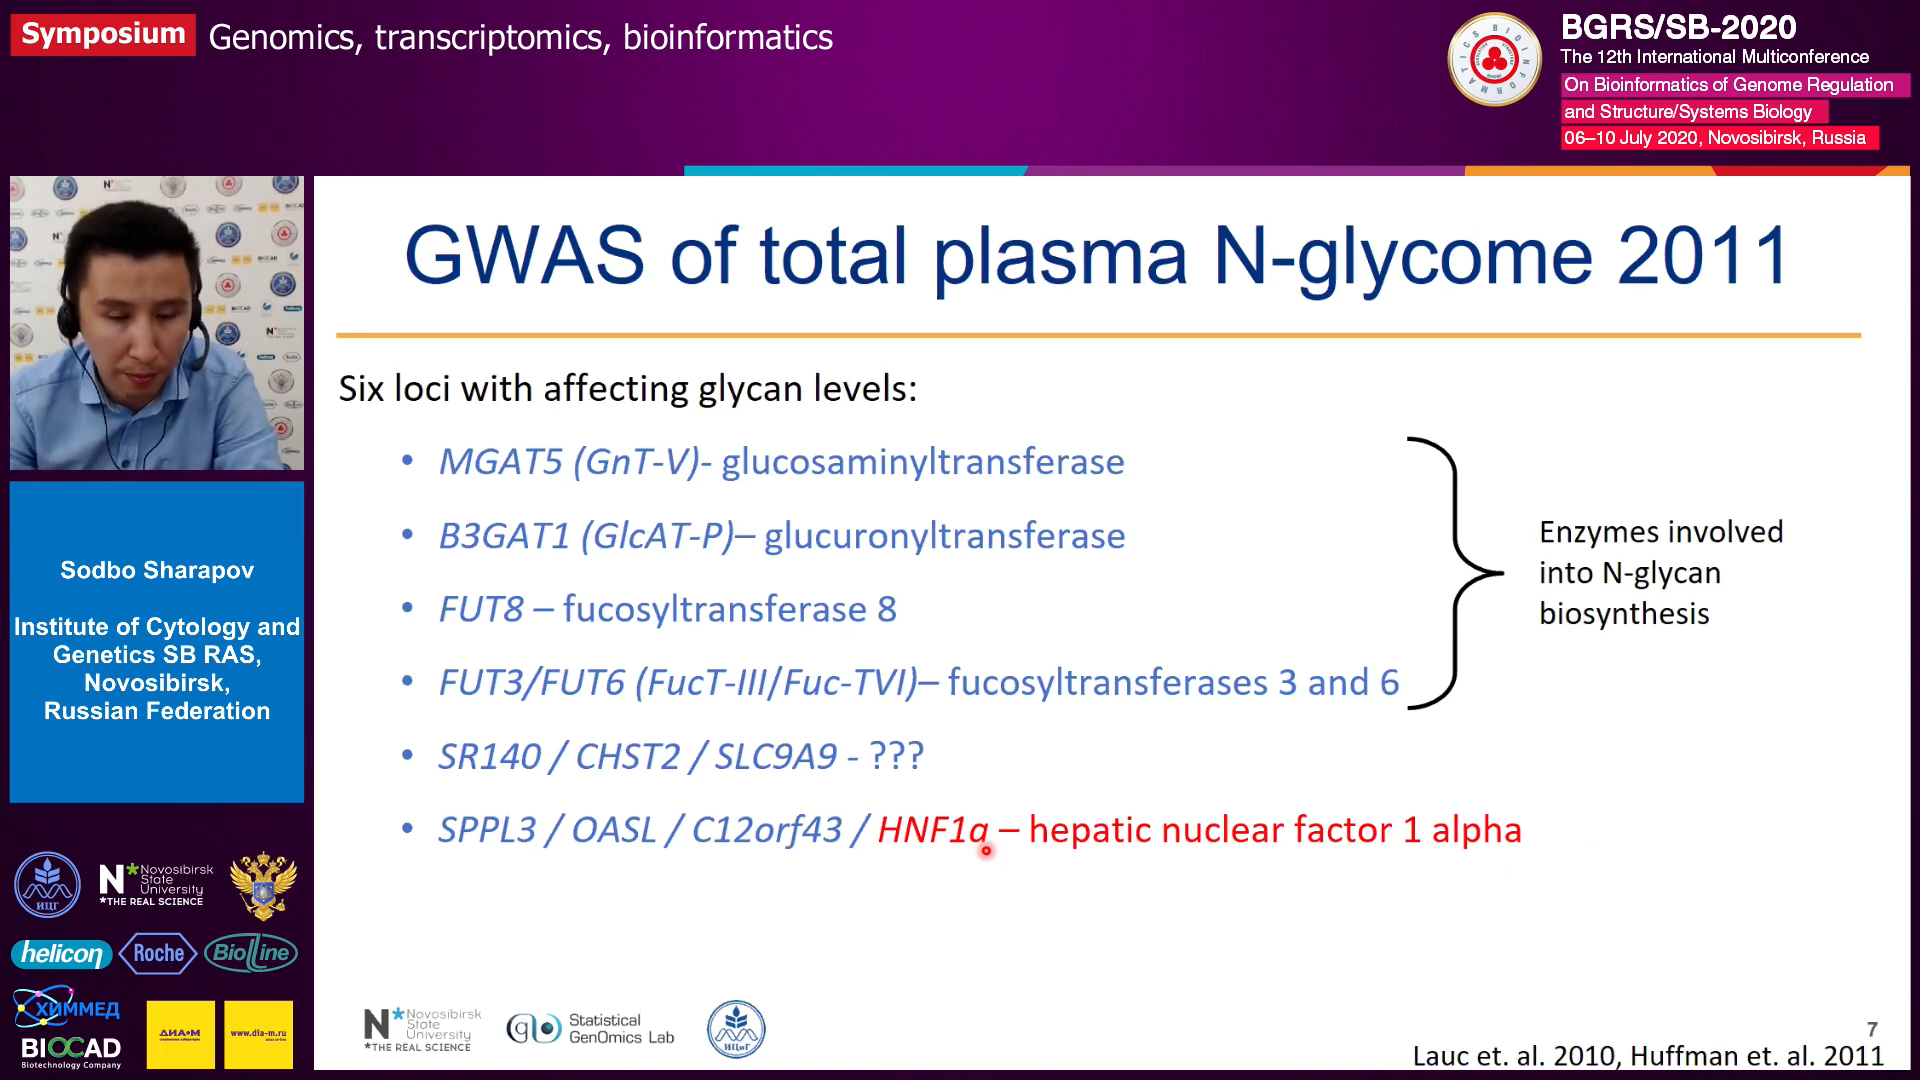 Symposium Genomics, transcriptomics, bioinformatics
BGRS/SB-2020
The 12th International Multiconference
On Bioinformatics of Genome Regulation
and Structure/Systems Biology
06–10 July 2020, Novosibirsk, Russia
GWAS of total plasma N-glycome 2011
Six loci with affecting glycan levels:
• MGAT5 (GnT-V)- glucosaminyltransferase
• B3GAT1 (GlcAT-P)– glucuronyltransferase
• FUT8 – fucosyltransferase 8
• FUT3/FUT6 (FucT-III/Fuc-TVI)– fucosyltransferases 3 and 6
• SR140 / CHST2 / SLC9A9 - ???
• SPPL3 / OASL / C12orf43 / HNF1α – hepatic nuclear factor 1 alpha
Enzymes involved
into N-glycan
biosynthesis
Sodbo Sharapov
Institute of Cytology and
Genetics SB RAS,
Novosibirsk,
Russian Federation
ИЦГ
N*Novosibirsk
State
University
*THE REAL SCIENCE
helicon
Roche
BioLine
ХИММЕД
BIOCAD
Biotechnology Company
ДИА•М
www.dia-m.ru
N*Novosibirsk
State
University
*THE REAL SCIENCE
Statistical
GenOmics Lab
ИЦиГ
7
Lauc et. al. 2010, Huffman et. al. 2011